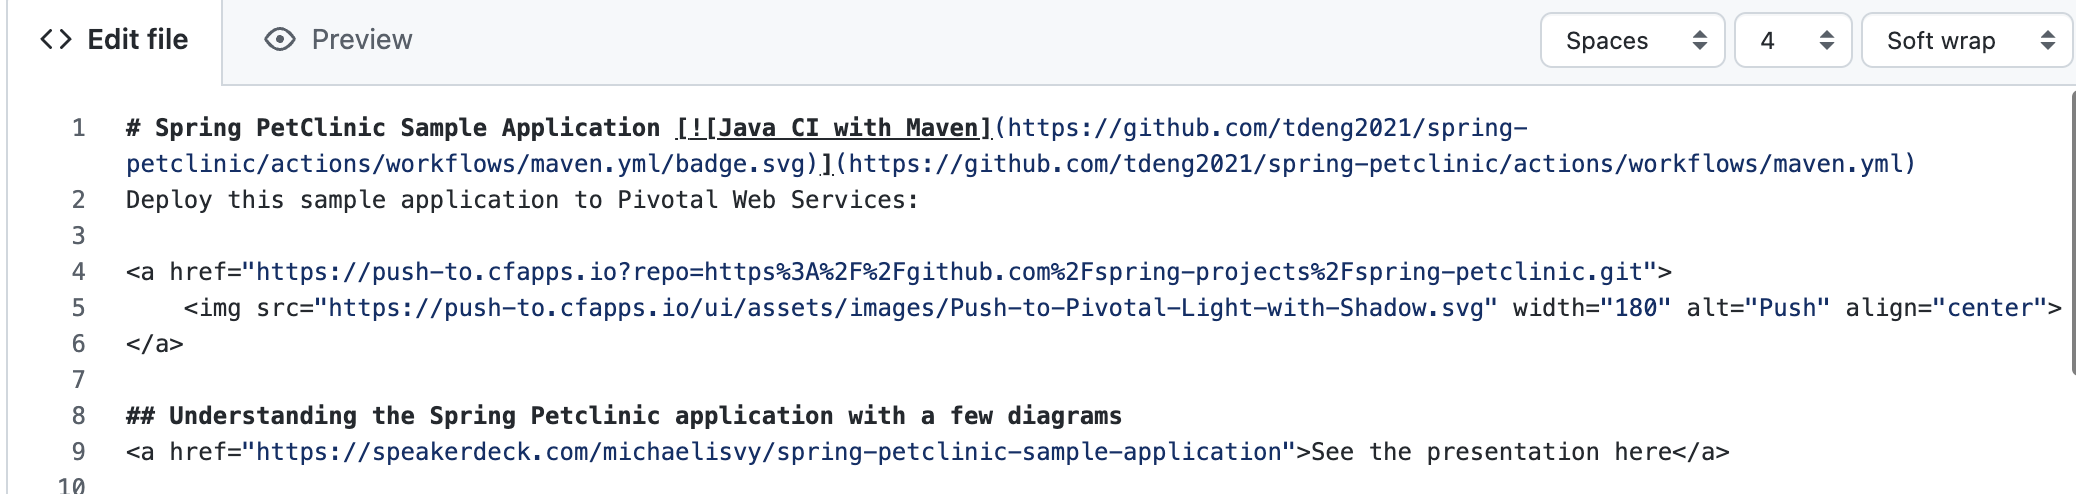 <> Edit file Preview Spaces 4 Soft wrap
1 # Spring PetClinic Sample Application [![Java CI with Maven](https://github.com/tdeng2021/spring-
petclinic/actions/workflows/maven.yml/badge.svg)](https://github.com/tdeng2021/spring-petclinic/actions/workflows/maven.yml)
2 Deploy this sample application to Pivotal Web Services:
3
4 <a href="https://push-to.cfapps.io?repo=https%3A%2F%2Fgithub.com%2Fspring-projects%2Fspring-petclinic.git">
5     <img src="https://push-to.cfapps.io/ui/assets/images/Push-to-Pivotal-Light-with-Shadow.svg" width="180" alt="Push" align="center">
6 </a>
7
8 ## Understanding the Spring Petclinic application with a few diagrams
9 <a href="https://speakerdeck.com/michaelisvy/spring-petclinic-sample-application">See the presentation here</a>
10